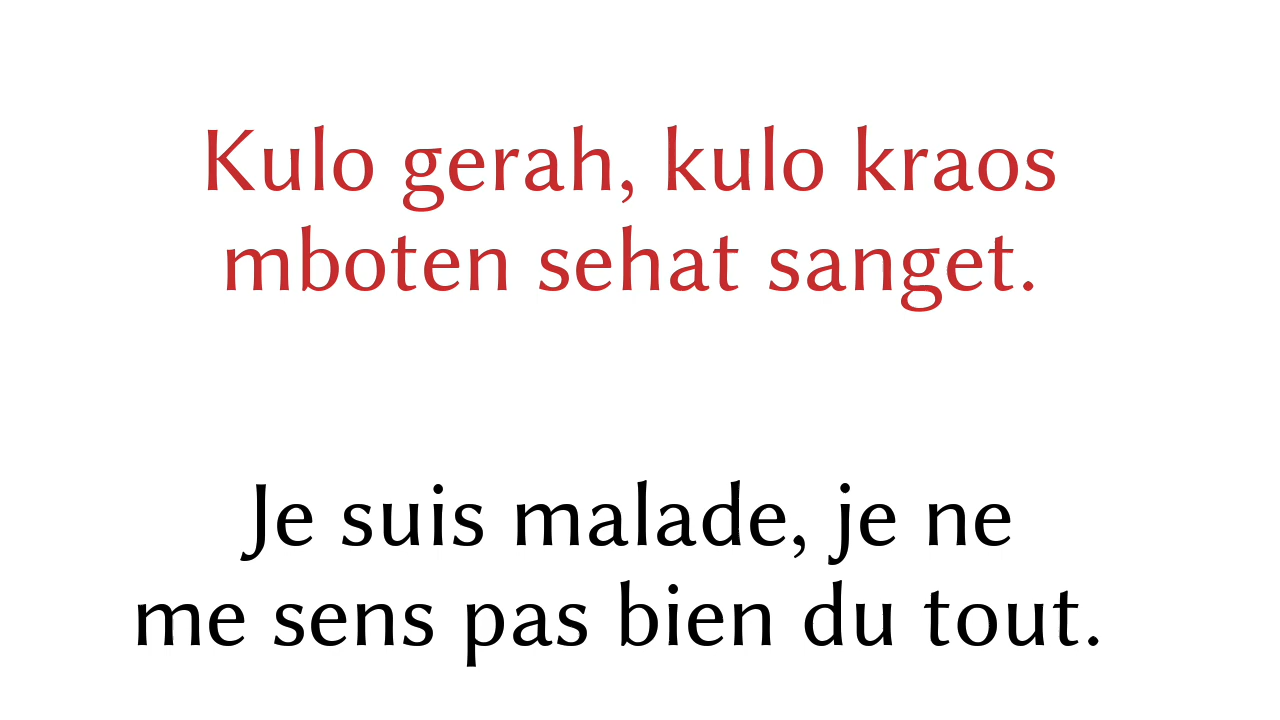 Kulo gerah, kulo kraos
mboten sehat sanget.
Je suis malade, je ne
me sens pas bien du tout.